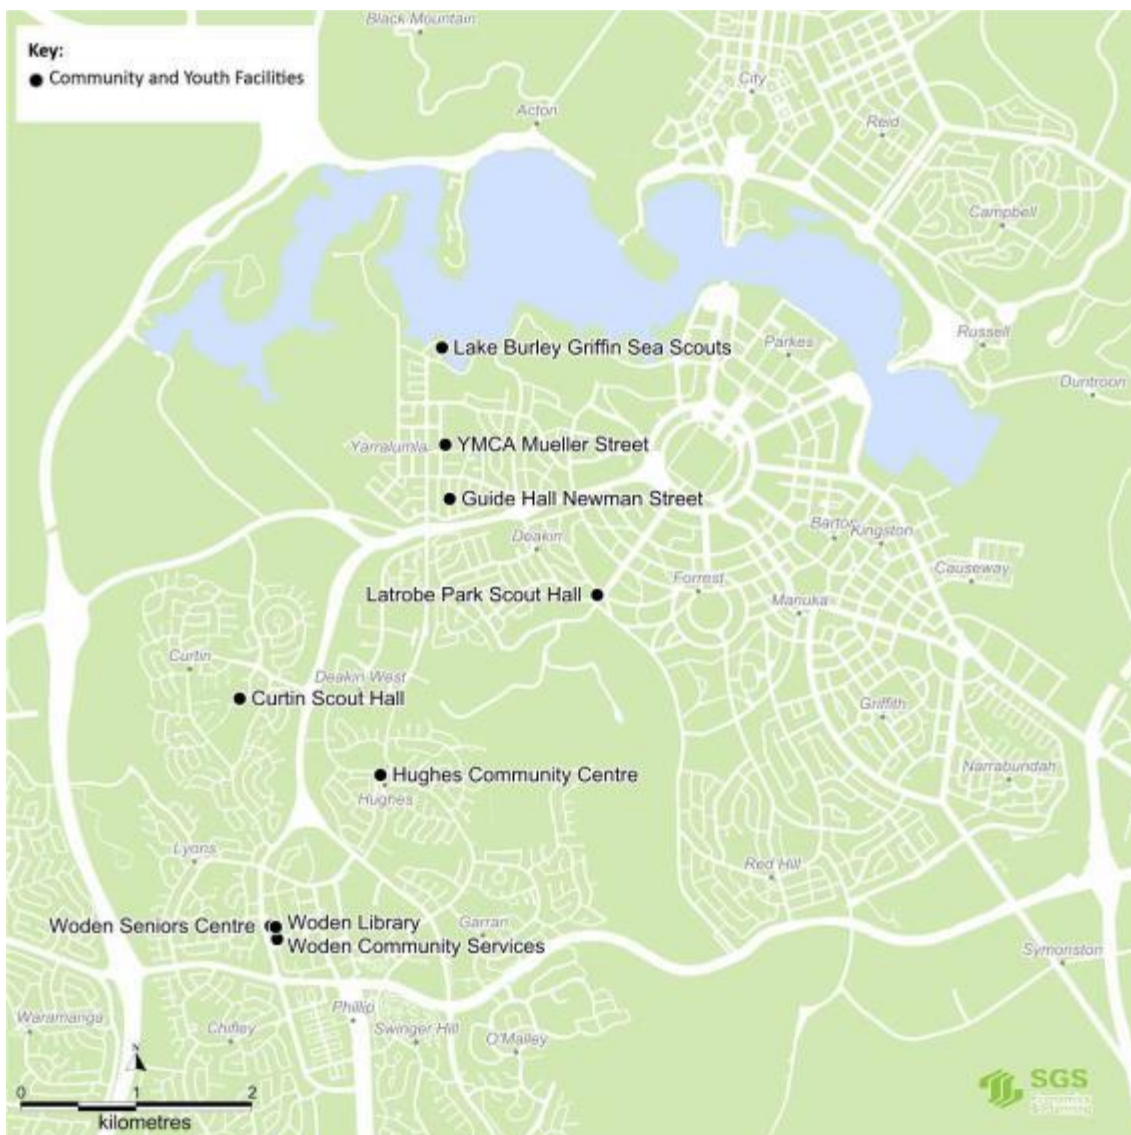 Black Mountain
Key:
Community and Youth Facilities
City
Acton
Reid
Campbell
Russell
Lake Burley Griffin Sea Scouts
Parkes
Duntroon
Yarralumla
YMCA Mueller Street
Guide Hall Newman Street
Barton
Kingston
Deakin
Causeway
Forrest
Latrobe Park Scout Hall
Manuka
Curtin
Deakin West
Curtin Scout Hall
Griffith
Narrabundah
Hughes Community Centre
Hughes
Lyons
Red Hill
Woden Seniors Centre
Woden Library
Garran
Woden Community Services
Symonston
Phillip
Waramanga
Chifley
Swinger Hill
O'Malley
N
0 1 2
kilometres
SGS